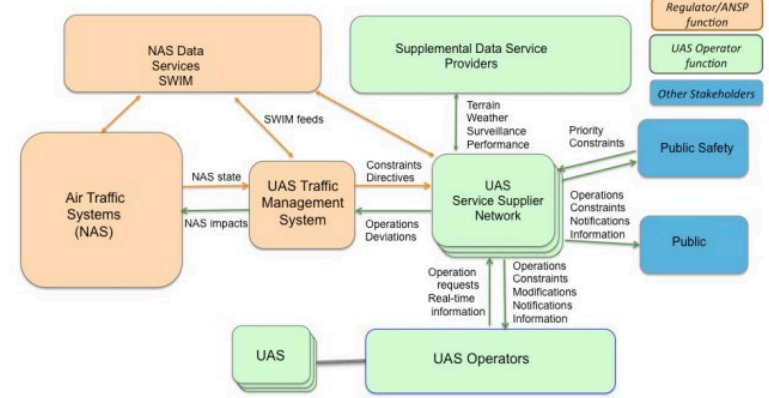 Regulator/ANSP
function
UAS Operator
function
Other Stakeholders
NAS Data
Services
SWIM
Supplemental Data Service
Providers
SWIM feeds
Terrain
Weather
Surveillance
Performance
Priority
Constraints
Public Safety
Air Traffic
Systems
(NAS)
NAS state
NAS impacts
UAS Traffic
Management
System
Constraints
Directives
Operations
Deviations
UAS
Service Supplier
Network
Operations
Constraints
Notifications
Information
Public
Operation
requests
Real-time
information
Operations
Constraints
Modifications
Notifications
Information
UAS
UAS Operators